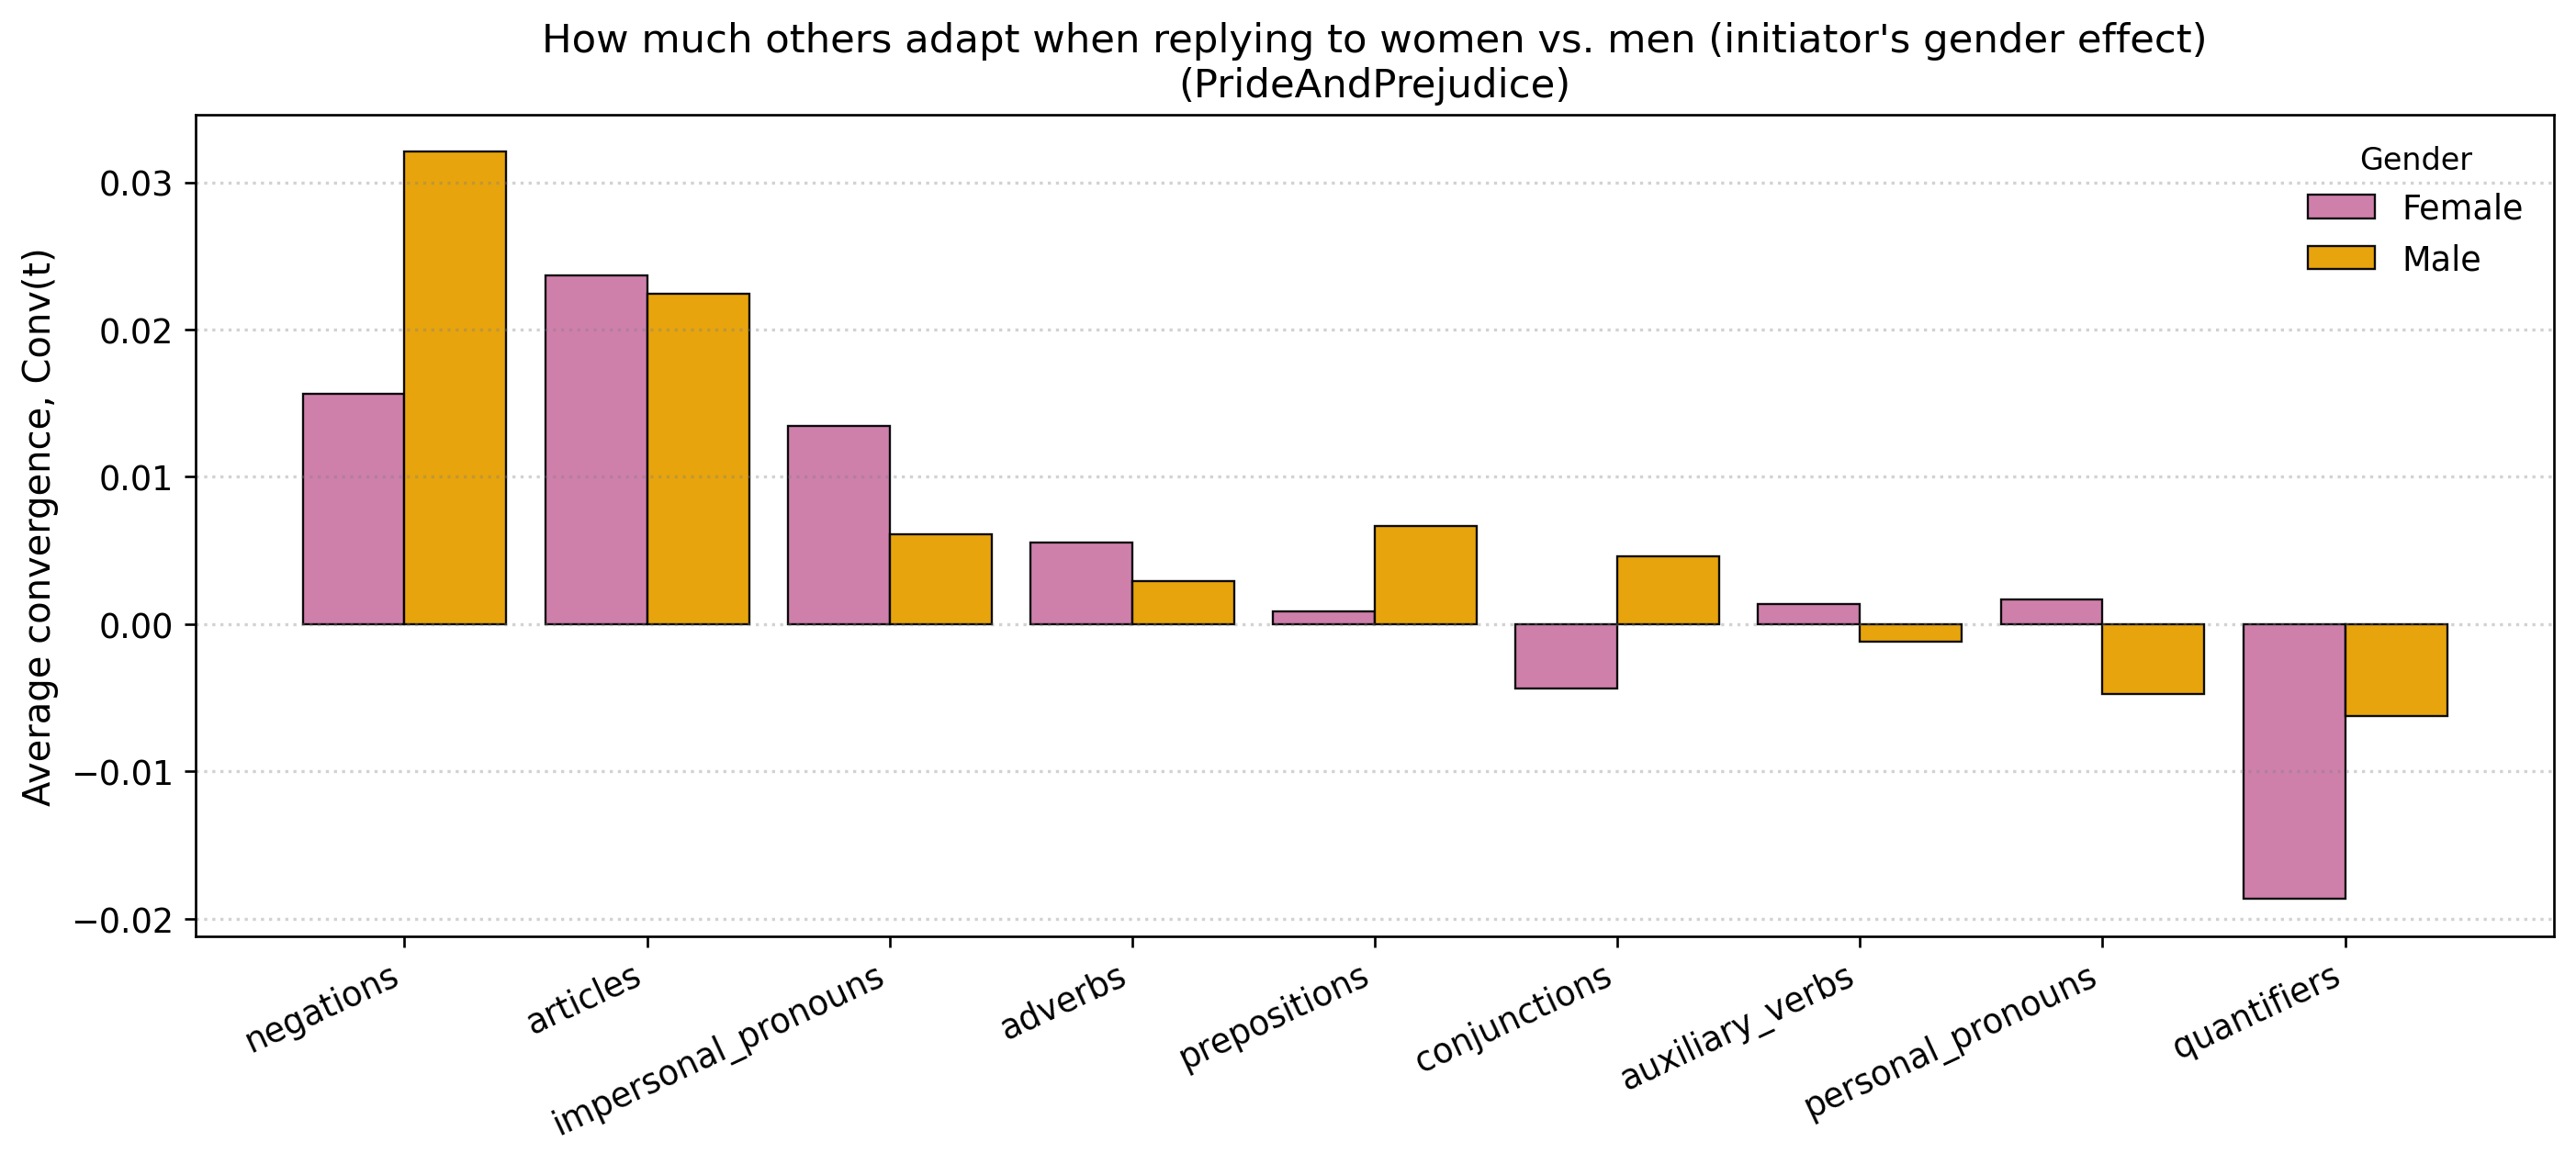 How much others adapt when replying to women vs. men (initiator's gender effect)
(PrideAndPrejudice)
Average convergence, Conv(t)
0.03
0.02
0.01
0.00
−0.01
−0.02
Gender
Female
Male
negations
articles
impersonal_pronouns
adverbs
prepositions
conjunctions
auxiliary_verbs
personal_pronouns
quantifiers